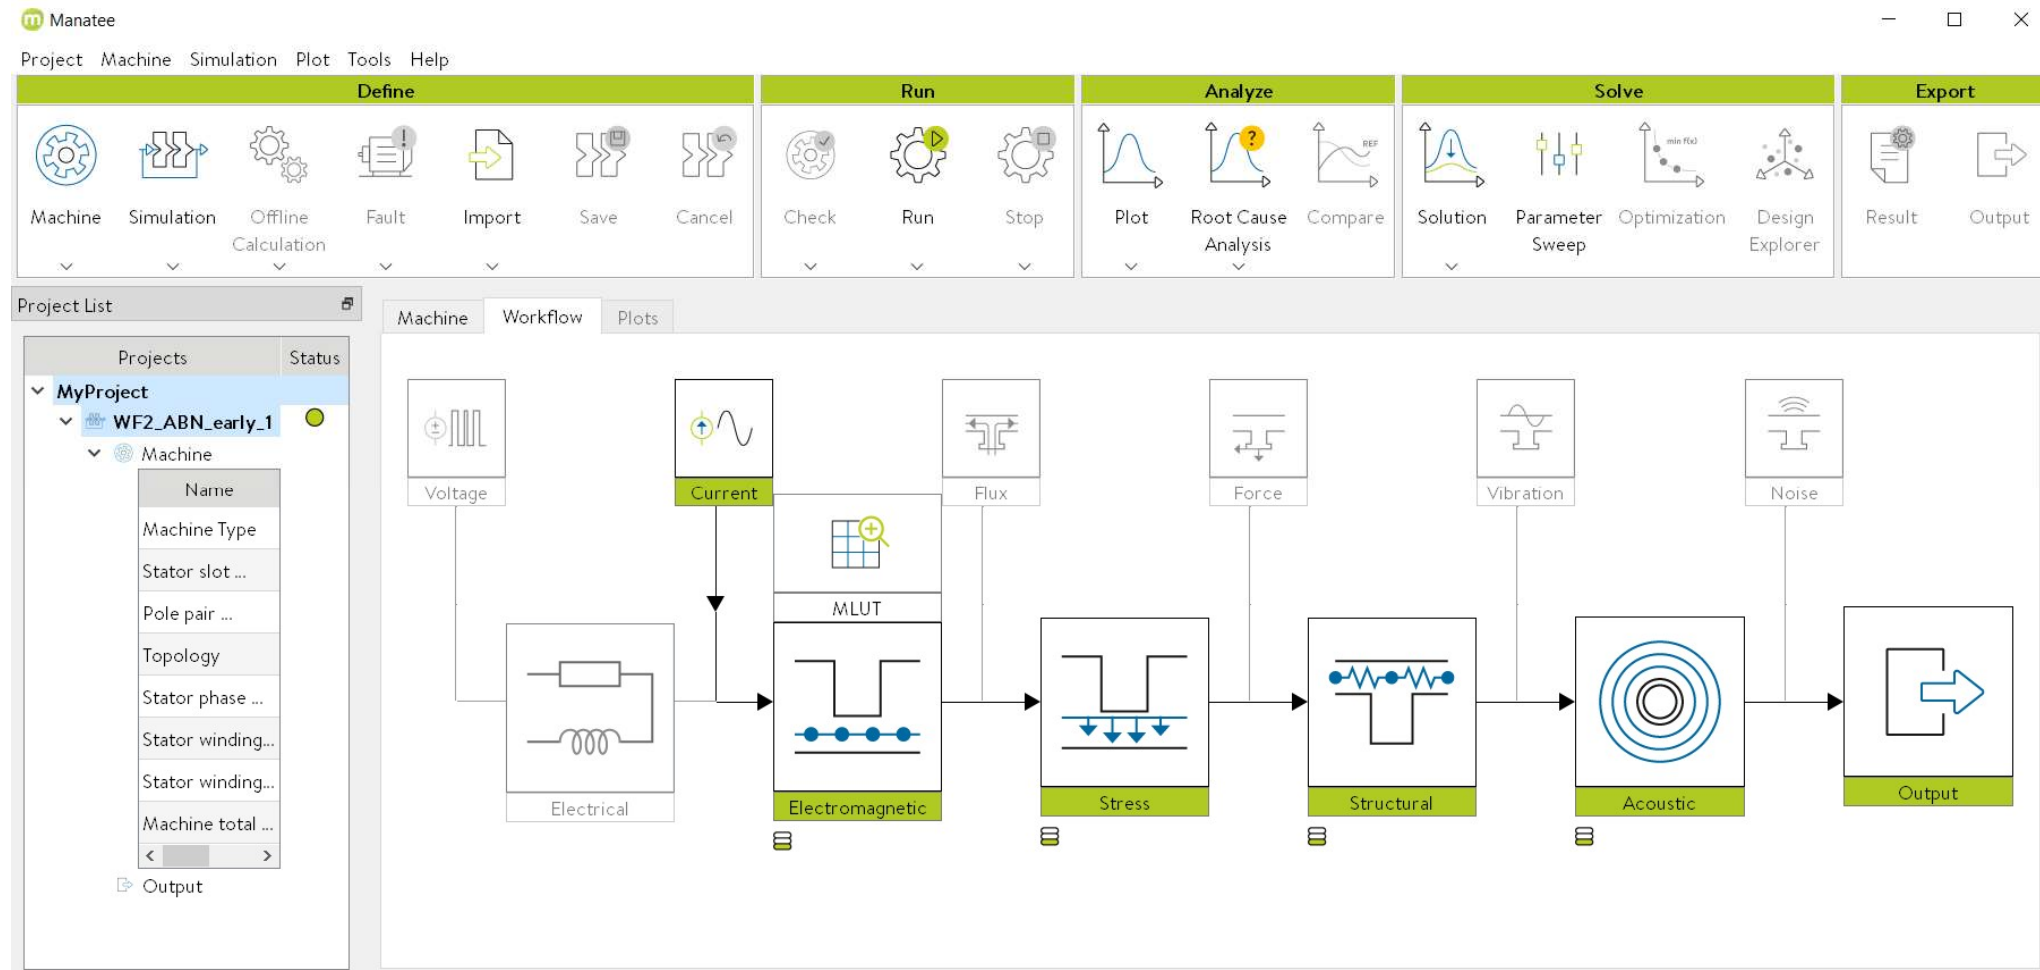 Manatee
Project Machine Simulation Plot Tools Help
Define
Run
Analyze
Solve
Export
Machine
Simulation
Offline
Calculation
!
Fault
Import
Save
Cancel
Check
Run
Stop
Plot
?
Root Cause
Analysis
REF
Compare
Solution
Parameter
Sweep
min f(x)
Optimization
Design
Explorer
Result
Output
Project List
Machine
Workflow
Plots
Projects
Status
MyProject
WF2_ABN_early_1
Machine
Name
Machine Type
Stator slot ...
Pole pair ...
Topology
Stator phase ...
Stator winding...
Stator winding...
Machine total ...
Output
Voltage
Current
Flux
Force
Vibration
Noise
MLUT
Electrical
Electromagnetic
Stress
Structural
Acoustic
Output